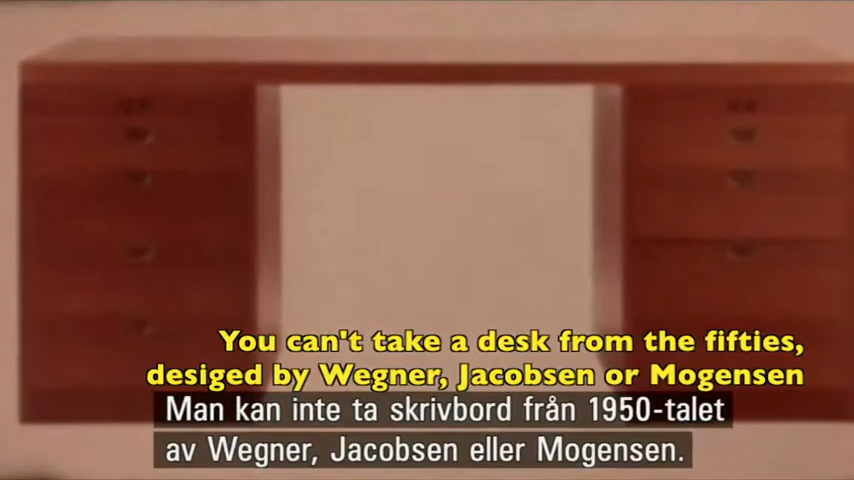 You can't take a desk from the fifties,
desiged by Wegner, Jacobsen or Mogensen
Man kan inte ta skrivbord från 1950-talet
av Wegner, Jacobsen eller Mogensen.